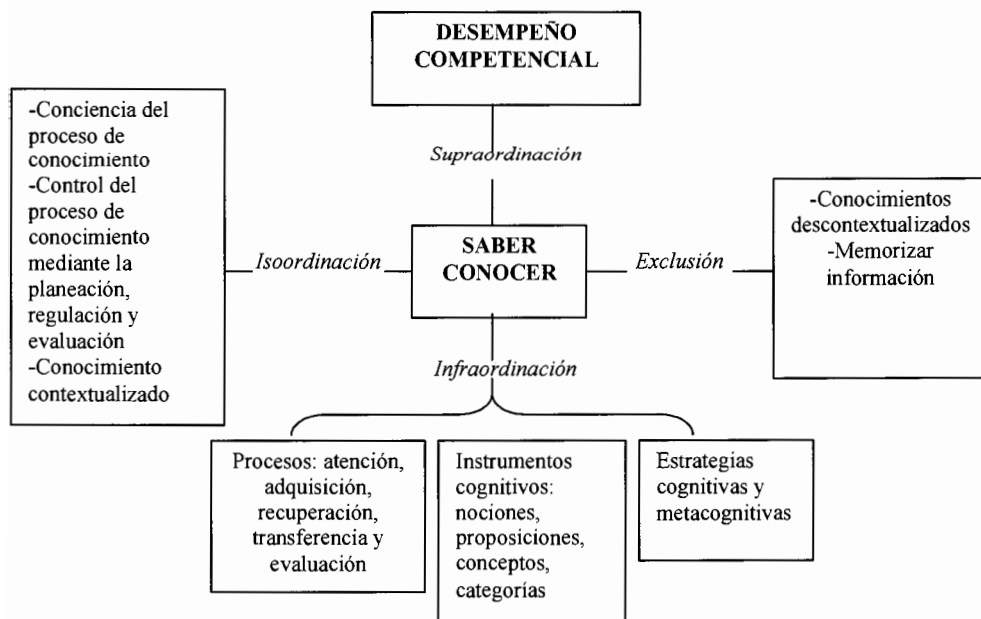 DESEMPEÑO
COMPETENCIAL
-Conciencia del
proceso de
conocimiento
-Control del
proceso de
conocimiento
mediante la
planeación,
regulación y
evaluación
-Conocimiento
contextualizado
Supraordinación
Isoordinación
SABER
CONOCER
Exclusión
-Conocimientos
descontextualizados
-Memorizar
información
Infraordinación
Procesos: atención,
adquisición,
recuperación,
transferencia y
evaluación
Instrumentos
cognitivos:
nociones,
proposiciones,
conceptos,
categorías
Estrategias
cognitivas y
metacognitivas